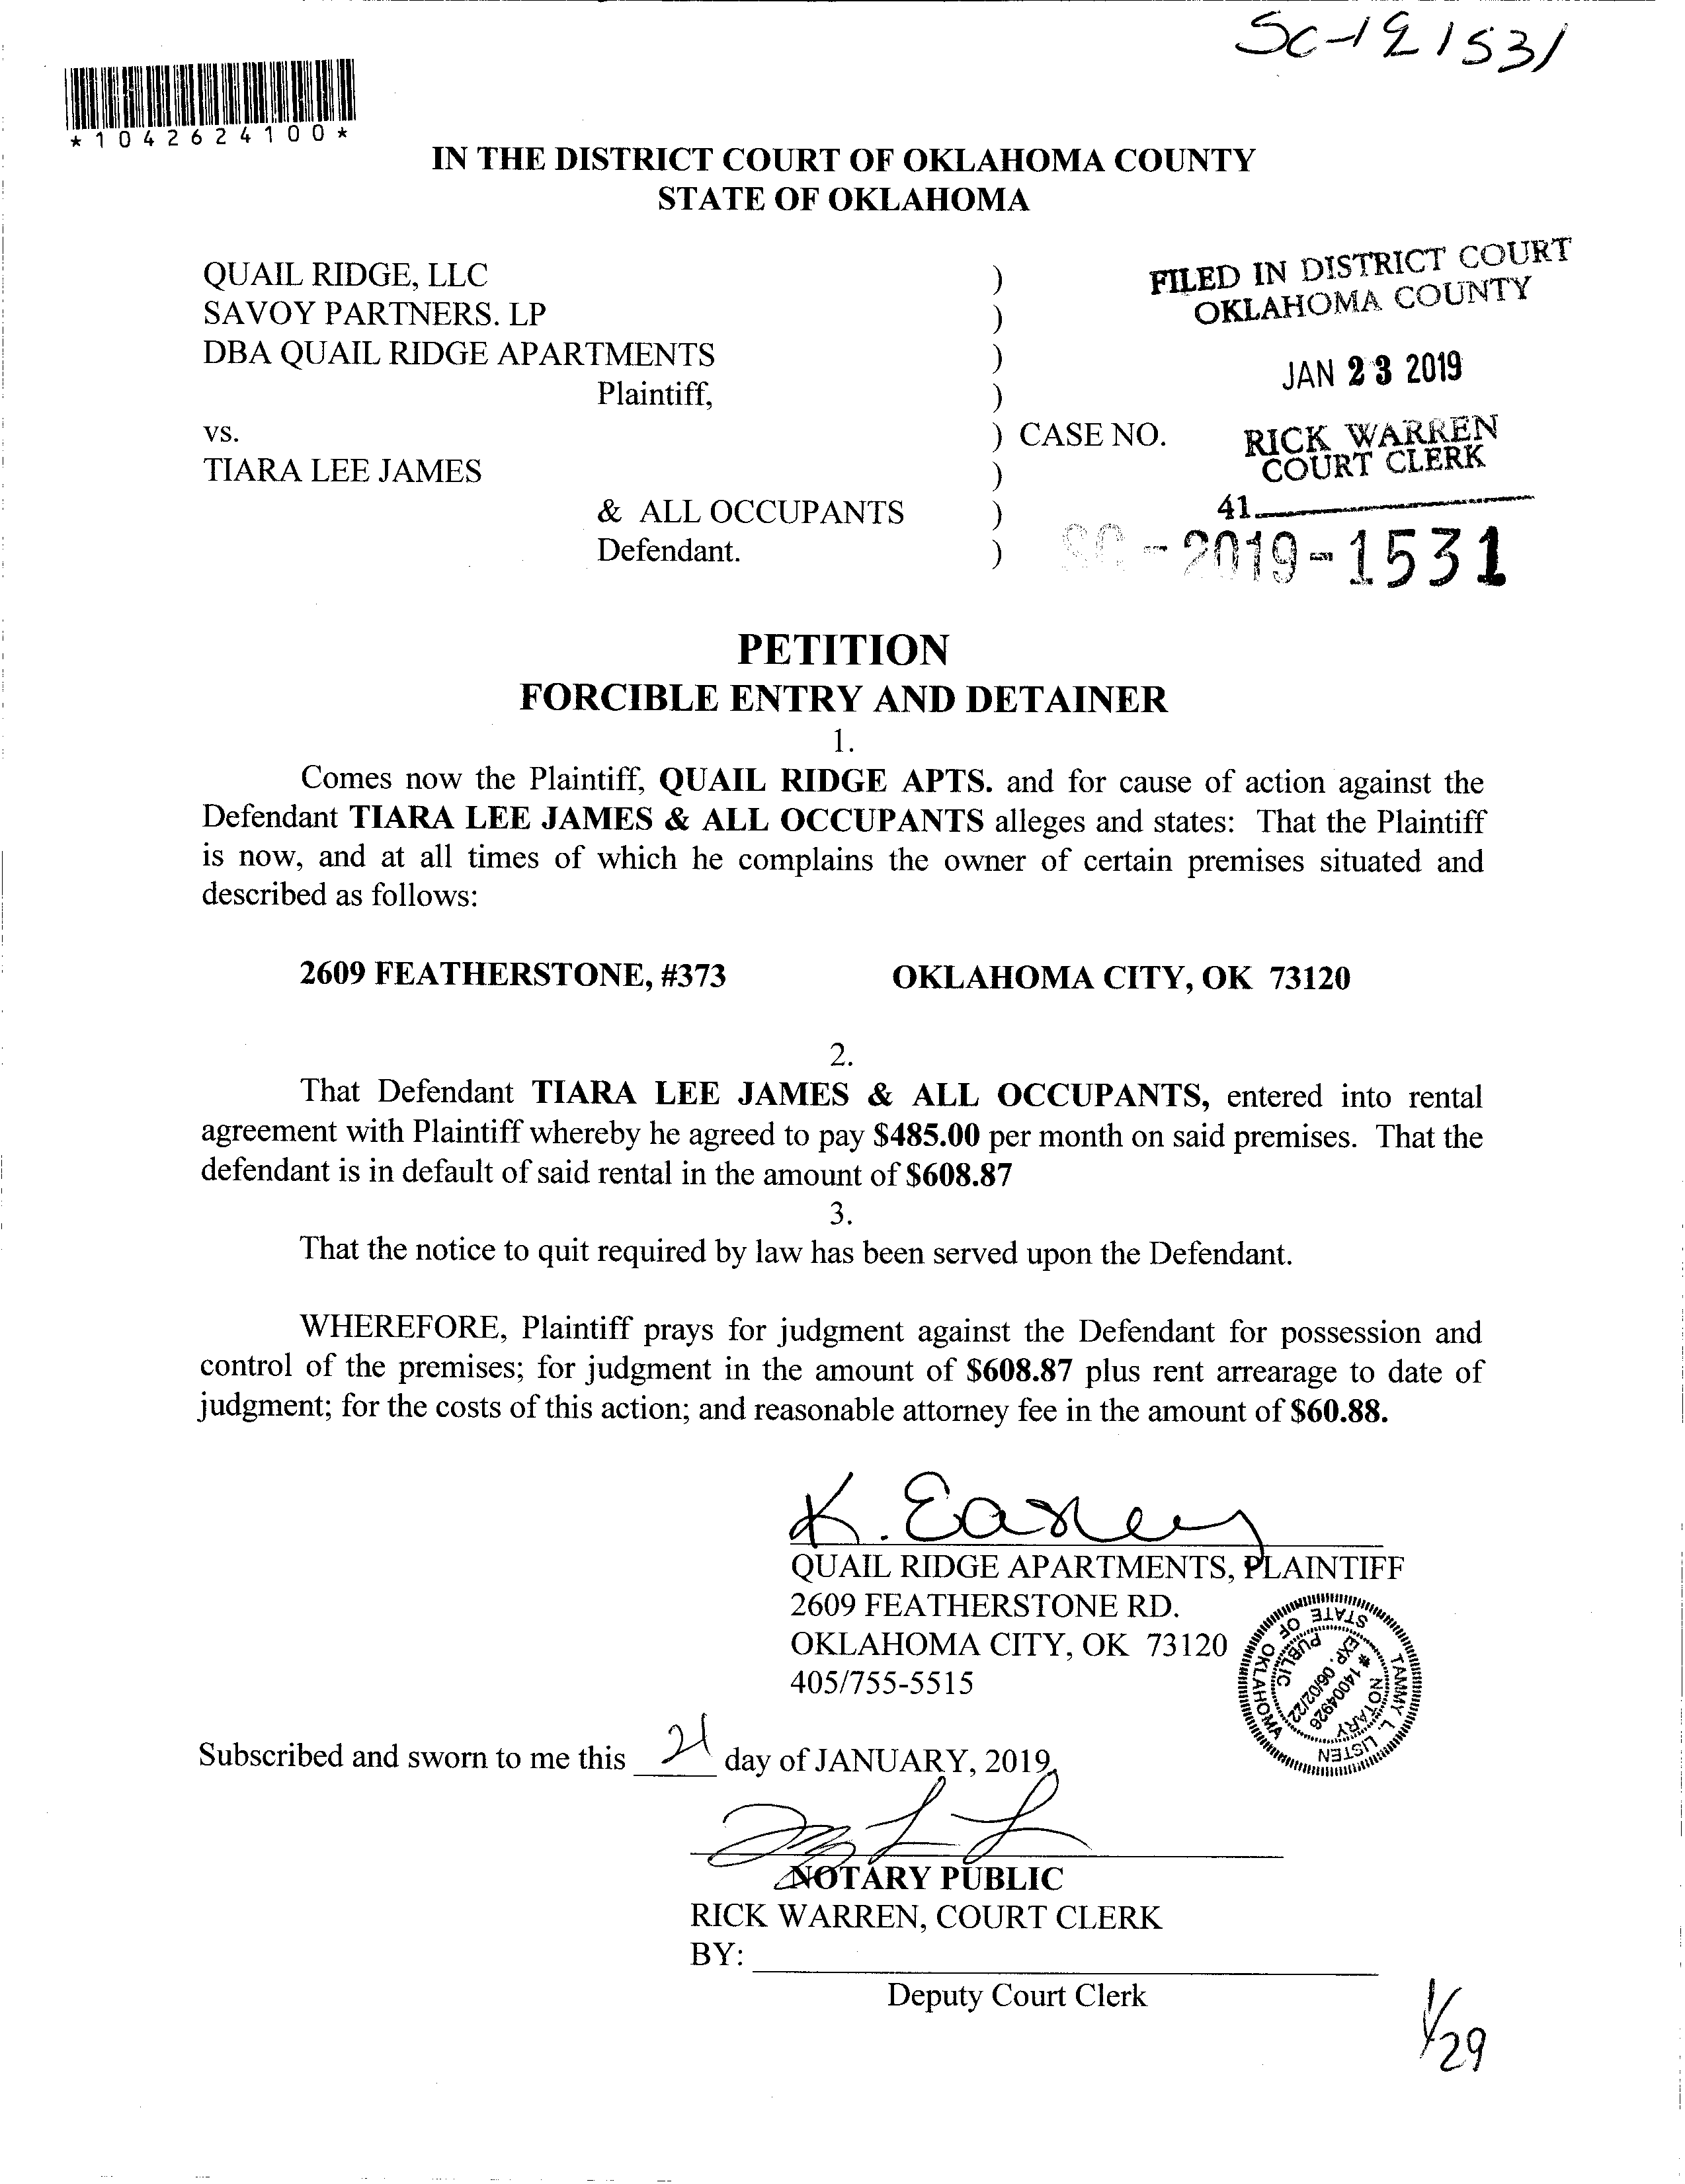 SC-19 1531
*1042624100*
IN THE DISTRICT COURT OF OKLAHOMA COUNTY
STATE OF OKLAHOMA
QUAIL RIDGE, LLC )
SAVOY PARTNERS. LP )
DBA QUAIL RIDGE APARTMENTS )
Plaintiff, )
vs. ) CASE NO.
TIARA LEE JAMES )
& ALL OCCUPANTS )
Defendant. )
FILED IN DISTRICT COURT
OKLAHOMA COUNTY
JAN 23 2019
RICK WARREN
COURT CLERK
41
SC-2019-1531
PETITION
FORCIBLE ENTRY AND DETAINER
1.
Comes now the Plaintiff, QUAIL RIDGE APTS. and for cause of action against the
Defendant TIARA LEE JAMES & ALL OCCUPANTS alleges and states: That the Plaintiff
is now, and at all times of which he complains the owner of certain premises situated and
described as follows:
2609 FEATHERSTONE, #373 OKLAHOMA CITY, OK 73120
2.
That Defendant TIARA LEE JAMES & ALL OCCUPANTS, entered into rental
agreement with Plaintiff whereby he agreed to pay $485.00 per month on said premises. That the
defendant is in default of said rental in the amount of $608.87
3.
That the notice to quit required by law has been served upon the Defendant.
WHEREFORE, Plaintiff prays for judgment against the Defendant for possession and
control of the premises; for judgment in the amount of $608.87 plus rent arrearage to date of
judgment; for the costs of this action; and reasonable attorney fee in the amount of $60.88.
K. Earley
QUAIL RIDGE APARTMENTS, PLAINTIFF
2609 FEATHERSTONE RD.
OKLAHOMA CITY, OK 73120
405/755-5515
TAMMY L. LISTEN
STATE OF OKLAHOMA
NOTARY PUBLIC
# 14004926
EXP. 06/02/22
Subscribed and sworn to me this 21 day of JANUARY, 2019
NOTARY PUBLIC
RICK WARREN, COURT CLERK
BY:
Deputy Court Clerk
1/29